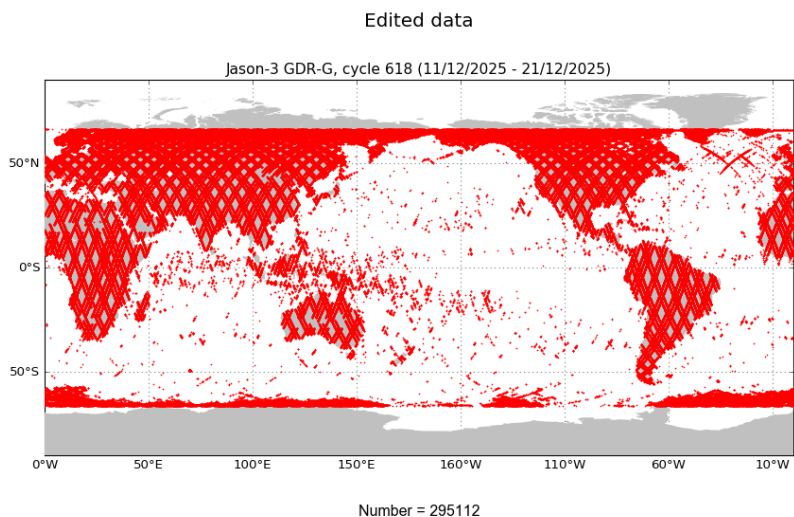 Edited data
Jason-3 GDR-G, cycle 618 (11/12/2025 - 21/12/2025)
50°N
0°S
50°S
0°W 50°E 100°E 150°E 160°W 110°W 60°W 10°W
Number = 295112